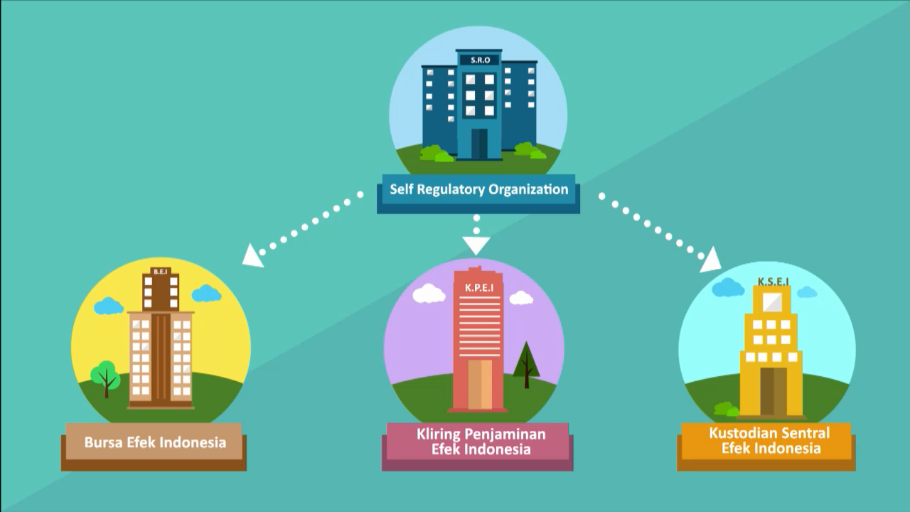 S.R.O
Self Regulatory Organization
B.E.I
K.P.E.I
K.S.E.I
Bursa Efek Indonesia
Kliring Penjaminan
Efek Indonesia
Kustodian Sentral
Efek Indonesia